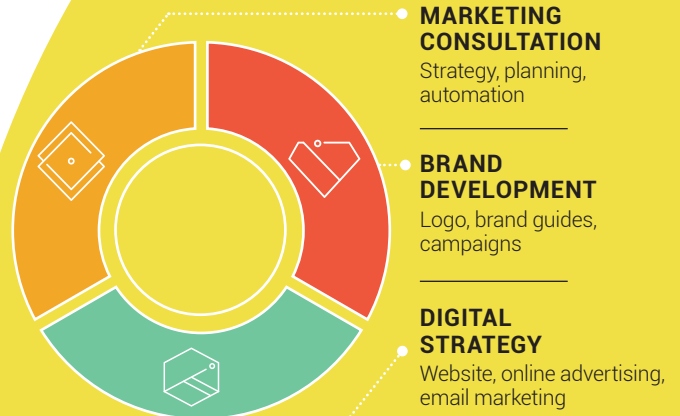 MARKETING
CONSULTATION
Strategy, planning,
automation
BRAND
DEVELOPMENT
Logo, brand guides,
campaigns
DIGITAL
STRATEGY
Website, online advertising,
email marketing